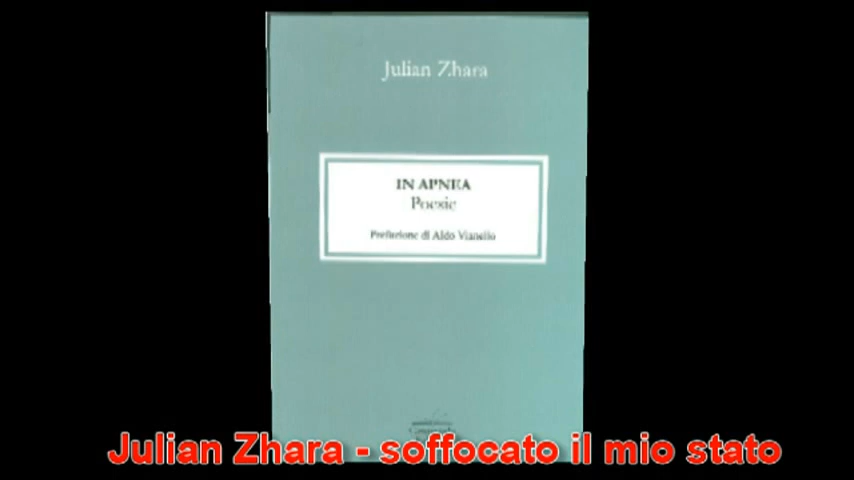 Julian Zhara
IN APNEA
Poesie
Prefazione di Aldo Vianello
Julian Zhara - soffocato il mio stato